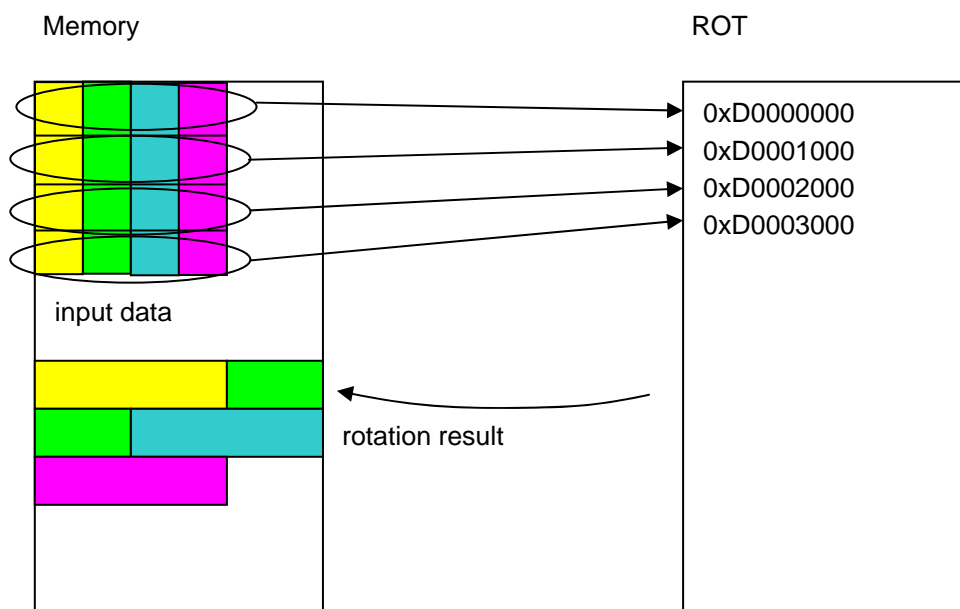 Memory
ROT
0xD0000000
0xD0001000
0xD0002000
0xD0003000
input data
rotation result